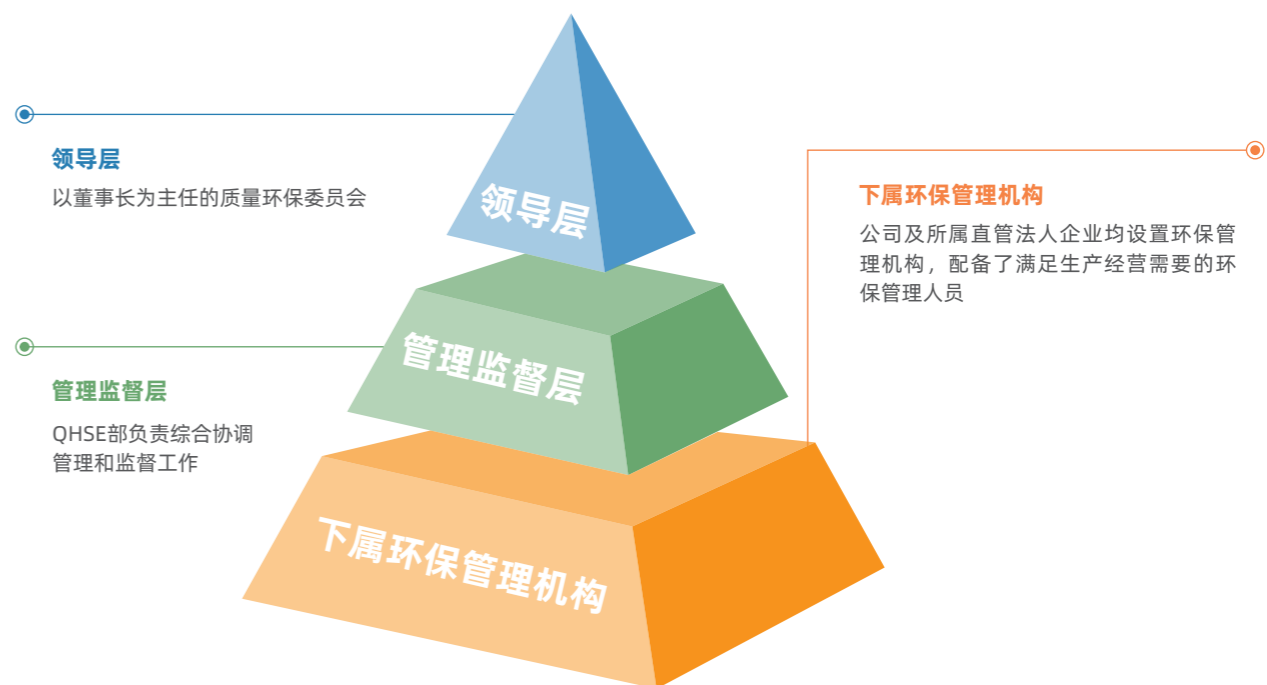 领导层
以董事长为主任的质量环保委员会
管理监督层
QHSE部负责综合协调
管理和监督工作
领导层
管理监督层
下属环保管理机构
下属环保管理机构
公司及所属直管法人企业均设置环保管
理机构，配备了满足生产经营需要的环
保管理人员